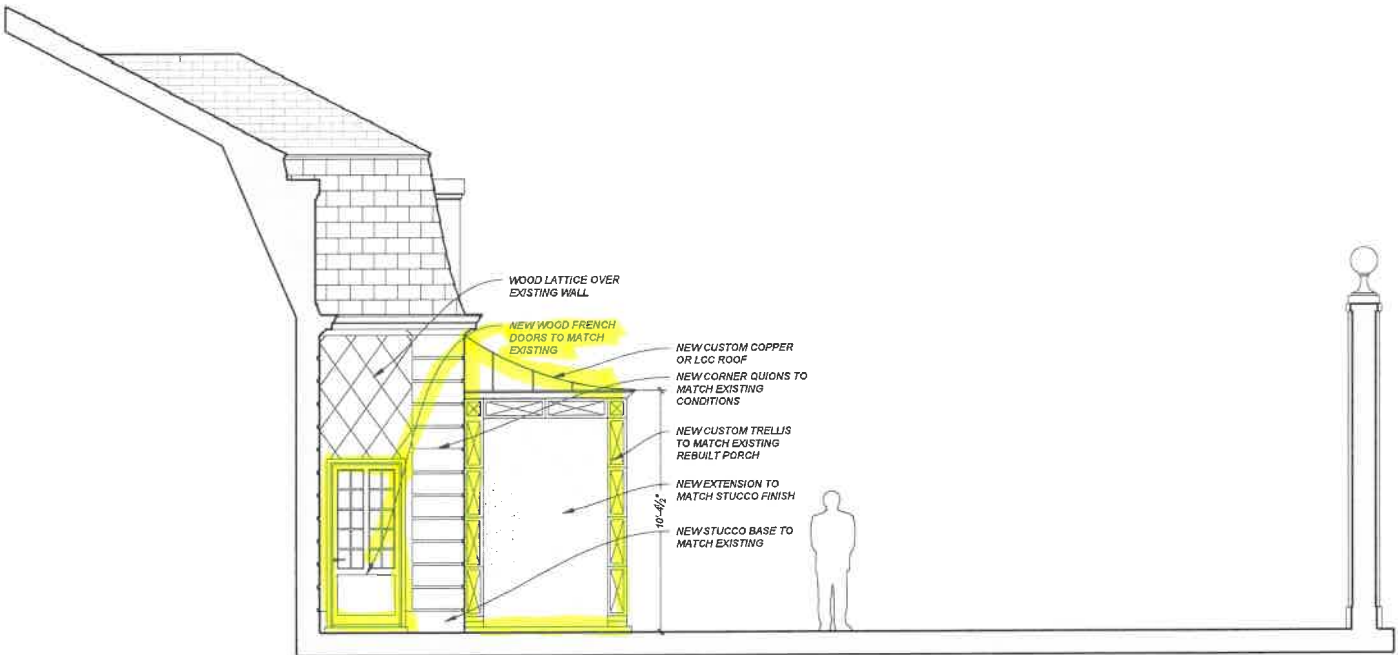 WOOD LATTICE OVER
EXISTING WALL
NEW WOOD FRENCH
DOORS TO MATCH
EXISTING
NEW CUSTOM COPPER
OR LCC ROOF
NEW CORNER QUIONS TO
MATCH EXISTING
CONDITIONS
NEW CUSTOM TRELLIS
TO MATCH EXISTING
REBUILT PORCH
NEW EXTENSION TO
MATCH STUCCO FINISH
10'-4½"
NEW STUCCO BASE TO
MATCH EXISTING